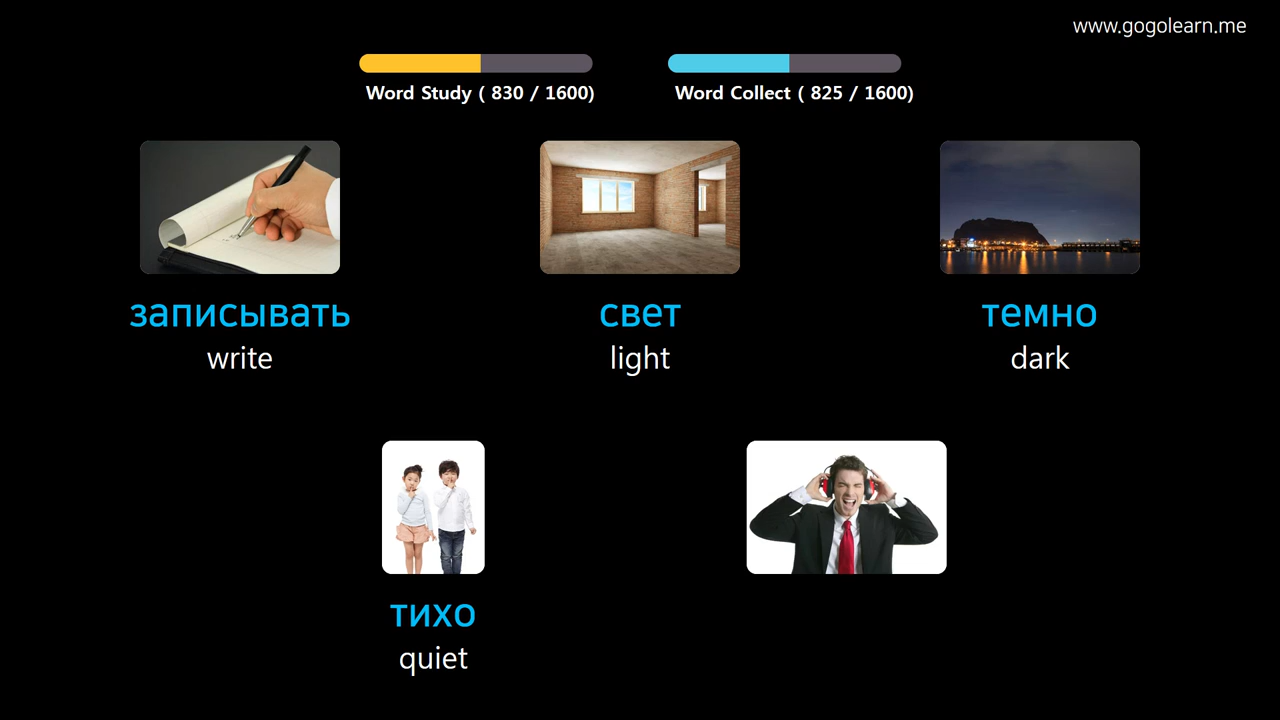 www.gogolearn.me
Word Study ( 830 / 1600)
Word Collect ( 825 / 1600)
записывать
write
свет
light
темно
dark
тихо
quiet